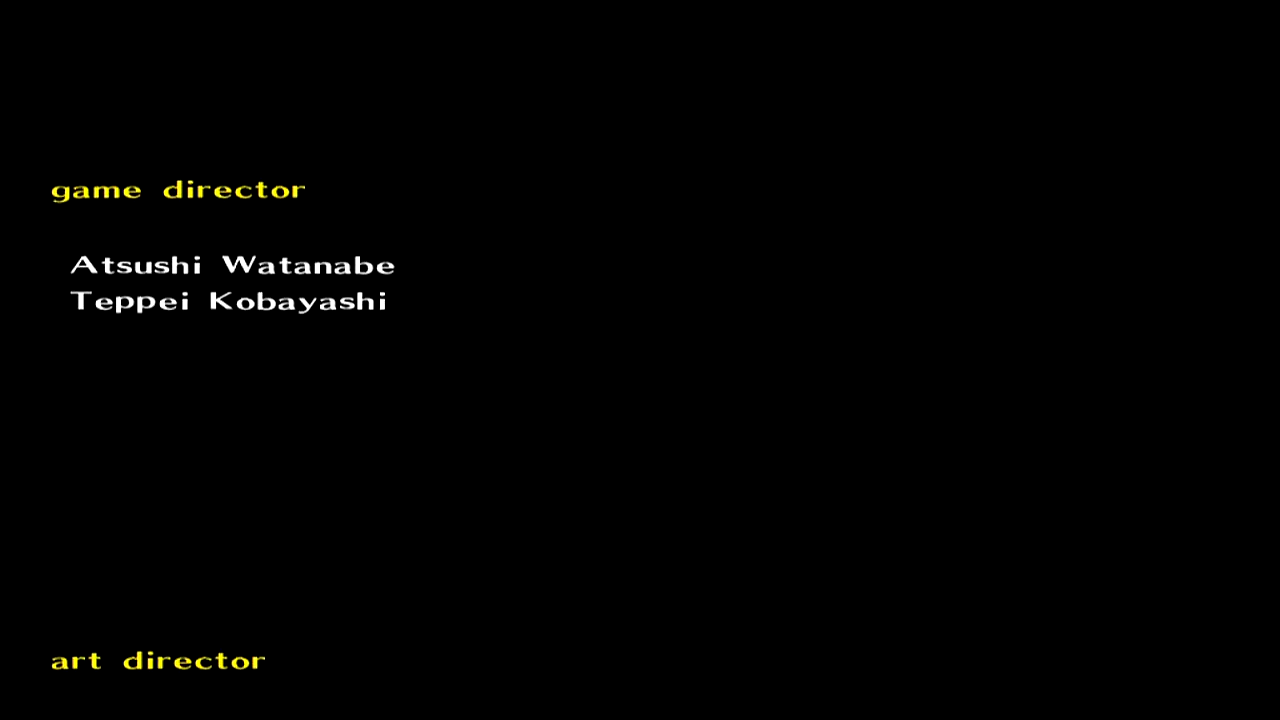 game director
Atsushi Watanabe
Teppei Kobayashi
art director